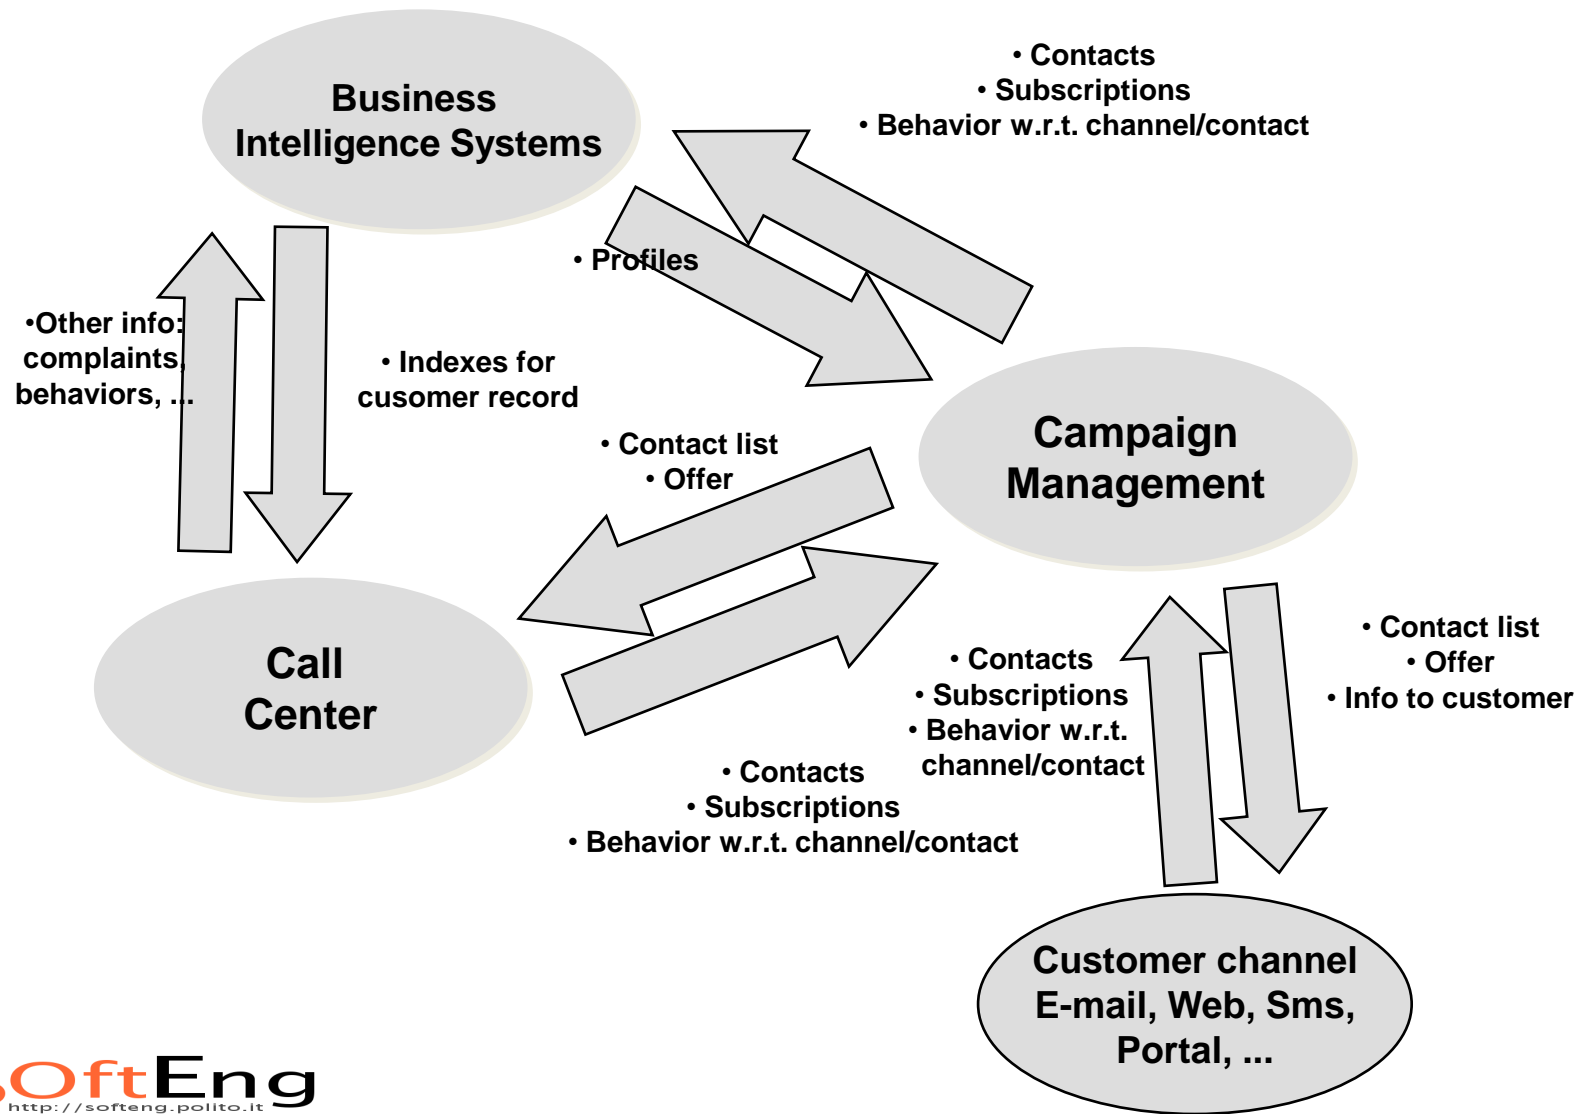 Business
Intelligence Systems
• Contacts
• Subscriptions
• Behavior w.r.t. channel/contact
• Profiles
•Other info:
complaints,
behaviors, ...
• Indexes for
cusomer record
• Contact list
• Offer
Campaign
Management
Call
Center
• Contacts
• Subscriptions
• Behavior w.r.t. channel/contact
• Contacts
• Subscriptions
• Behavior w.r.t.
channel/contact
• Contact list
• Offer
• Info to customer
Customer channel
E-mail, Web, Sms,
Portal, ...
sOftEng
http://softeng.polito.it